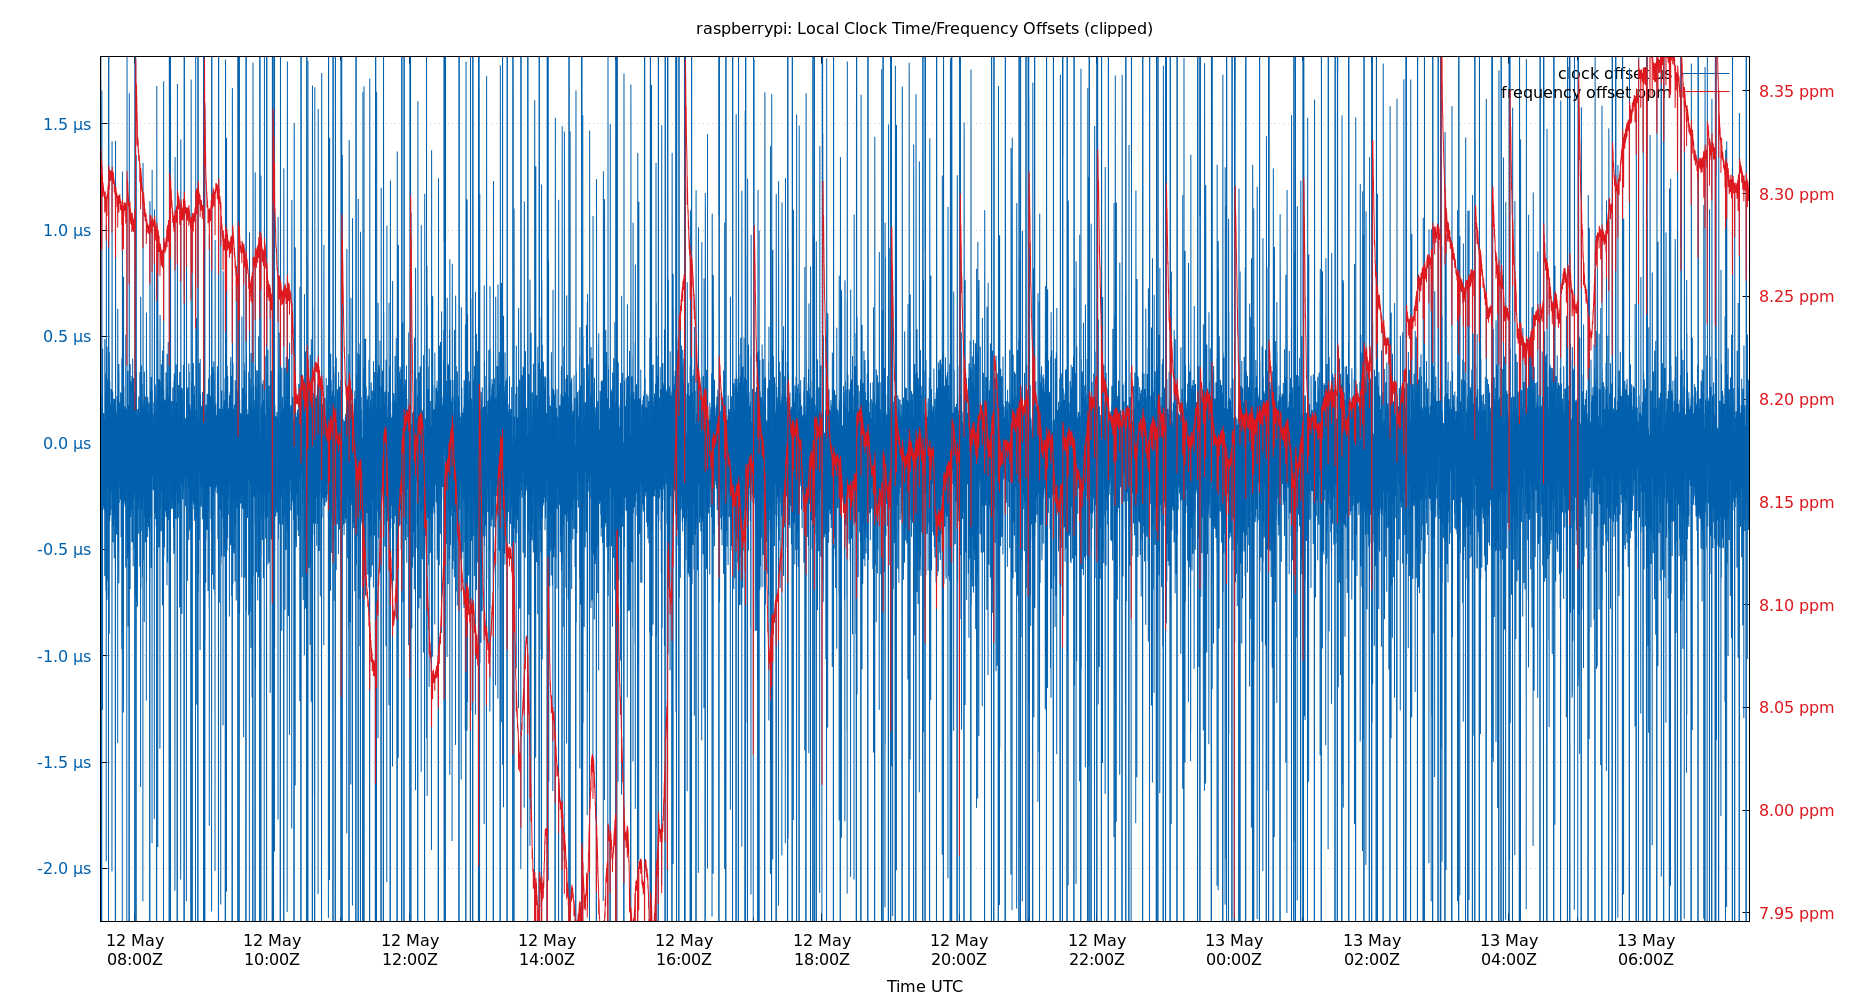 raspberrypi: Local Clock Time/Frequency Offsets (clipped)
clock offset µs
frequency offset ppm
1.5 µs
1.0 µs
0.5 µs
0.0 µs
-0.5 µs
-1.0 µs
-1.5 µs
-2.0 µs
8.35 ppm
8.30 ppm
8.25 ppm
8.20 ppm
8.15 ppm
8.10 ppm
8.05 ppm
8.00 ppm
7.95 ppm
12 May 12 May 12 May 12 May 12 May 12 May 12 May 12 May 13 May 13 May 13 May 13 May
08:00Z 10:00Z 12:00Z 14:00Z 16:00Z 18:00Z 20:00Z 22:00Z 00:00Z 02:00Z 04:00Z 06:00Z
Time UTC